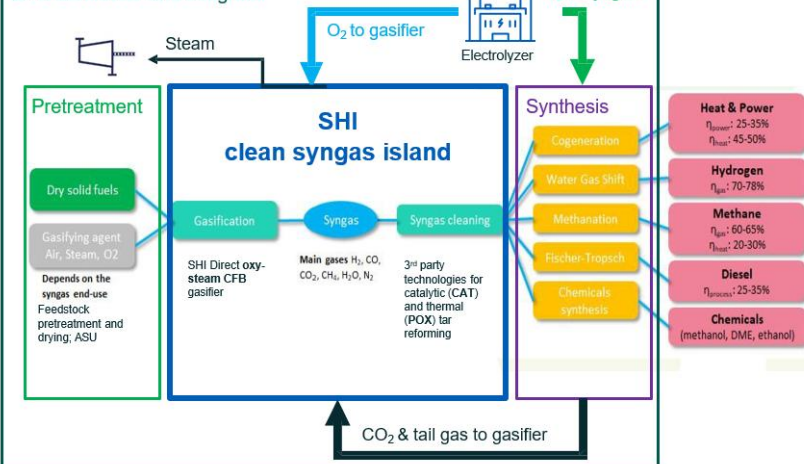 O2 to gasifier
Electrolyzer
Steam
Pretreatment
Dry solid fuels
Gasifying agent
Air, Steam, O2
Depends on the
syngas end-use
Feedstock
pretreatment and
drying; ASU
SHI
clean syngas island
Gasification
Syngas
Syngas cleaning
SHI Direct oxy-
steam CFB
gasifier
Main gases H2, CO,
CO2, CH4, H2O, N2
3rd party
technologies for
catalytic (CAT)
and thermal
(POX) tar
reforming
Synthesis
Cogeneration
Water Gas Shift
Methanation
Fischer-Tropsch
Chemicals
synthesis
Heat & Power
ηpower: 25-35%
ηheat: 45-50%
Hydrogen
ηgas: 70-78%
Methane
ηgas: 60-65%
ηheat: 20-30%
Diesel
ηprocess: 25-35%
Chemicals
(methanol, DME, ethanol)
CO2 & tail gas to gasifier